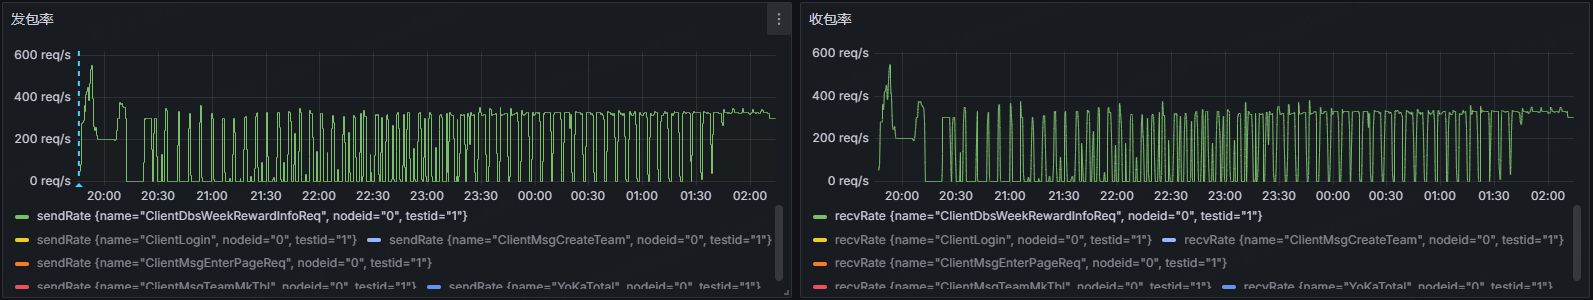 发包率
600 req/s
400 req/s
200 req/s
0 req/s
20:00 20:30 21:00 21:30 22:00 22:30 23:00 23:30 00:00 00:30 01:00 01:30 02:00
sendRate {name="ClientDbsWeekRewardInfoReq", nodeid="0", testid="1"}
sendRate {name="ClientLogin", nodeid="0", testid="1"} sendRate {name="ClientMsgCreateTeam", nodeid="0", testid="1"}
sendRate {name="ClientMsgEnterPageReq", nodeid="0", testid="1"}
sendRate {name="ClientMsgTeamMkTbl", nodeid="0", testid="1"} sendRate {name="YoKaTotal", nodeid="0", testid="1"}
收包率
600 req/s
400 req/s
200 req/s
0 req/s
20:00 20:30 21:00 21:30 22:00 22:30 23:00 23:30 00:00 00:30 01:00 01:30 02:00
recvRate {name="ClientDbsWeekRewardInfoReq", nodeid="0", testid="1"}
recvRate {name="ClientLogin", nodeid="0", testid="1"} recvRate {name="ClientMsgCreateTeam", nodeid="0", testid="1"}
recvRate {name="ClientMsgEnterPageReq", nodeid="0", testid="1"}
recvRate {name="ClientMsgTeamMkTbl", nodeid="0", testid="1"} recvRate {name="YoKaTotal", nodeid="0", testid="1"}